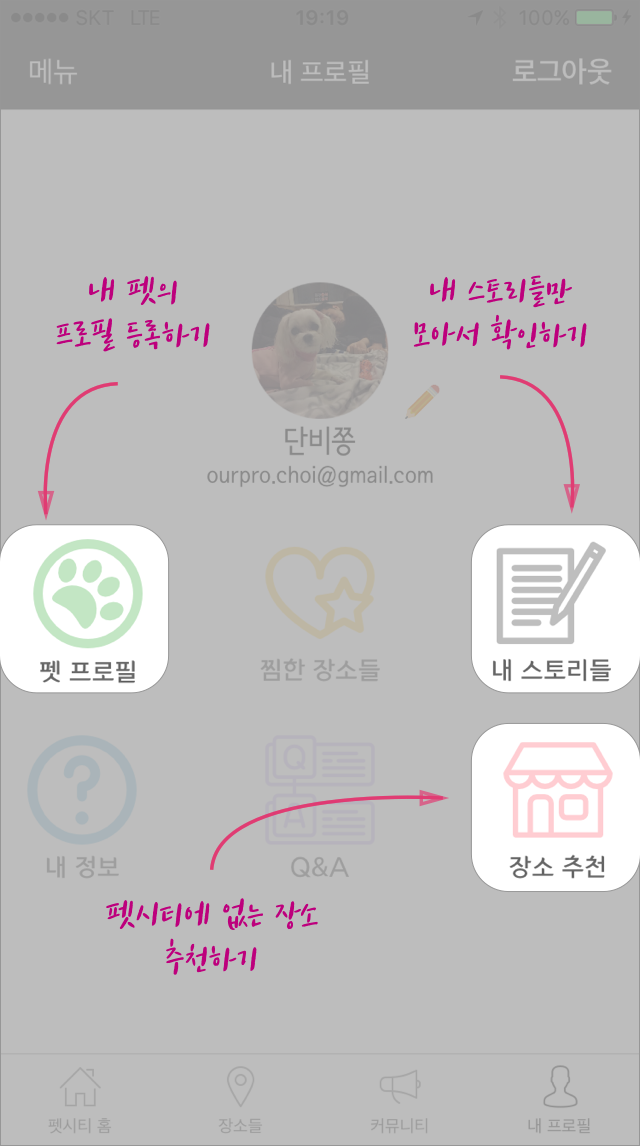 SKT LTE 19:19 100%
메뉴 내 프로필 로그아웃
내 펫의
프로필 등록하기
내 스토리들만
모아서 확인하기
단비쫑
ourpro.choi@gmail.com
펫 프로필 찜한 장소들 내 스토리들
Q
A
내 정보 Q&A 장소 추천
펫시티에 없는 장소
추천하기
펫시티 홈 장소들 커뮤니티 내 프로필